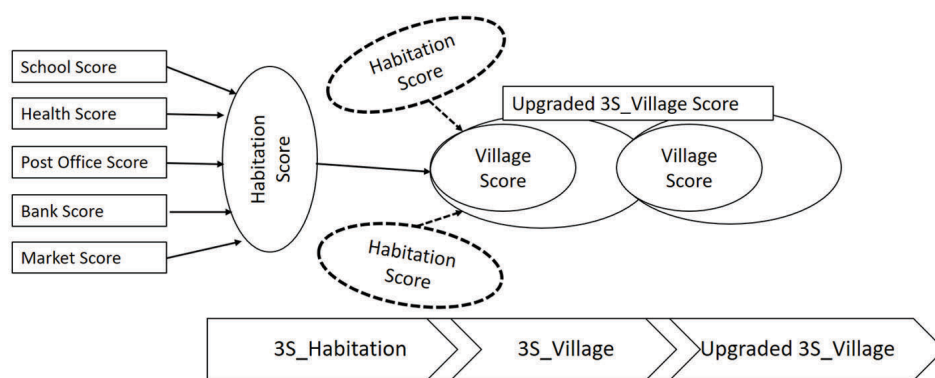 School Score
Health Score
Post Office Score
Bank Score
Market Score
Habitation
Score
Habitation
Score
Habitation
Score
Upgraded 3S_Village Score
Village
Score
Village
Score
3S_Habitation
3S_Village
Upgraded 3S_Village